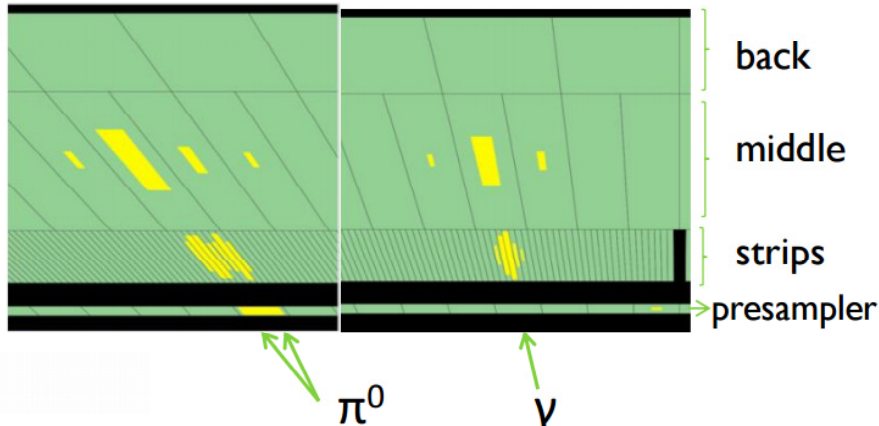 back
middle
strips
presampler
π⁰ γ